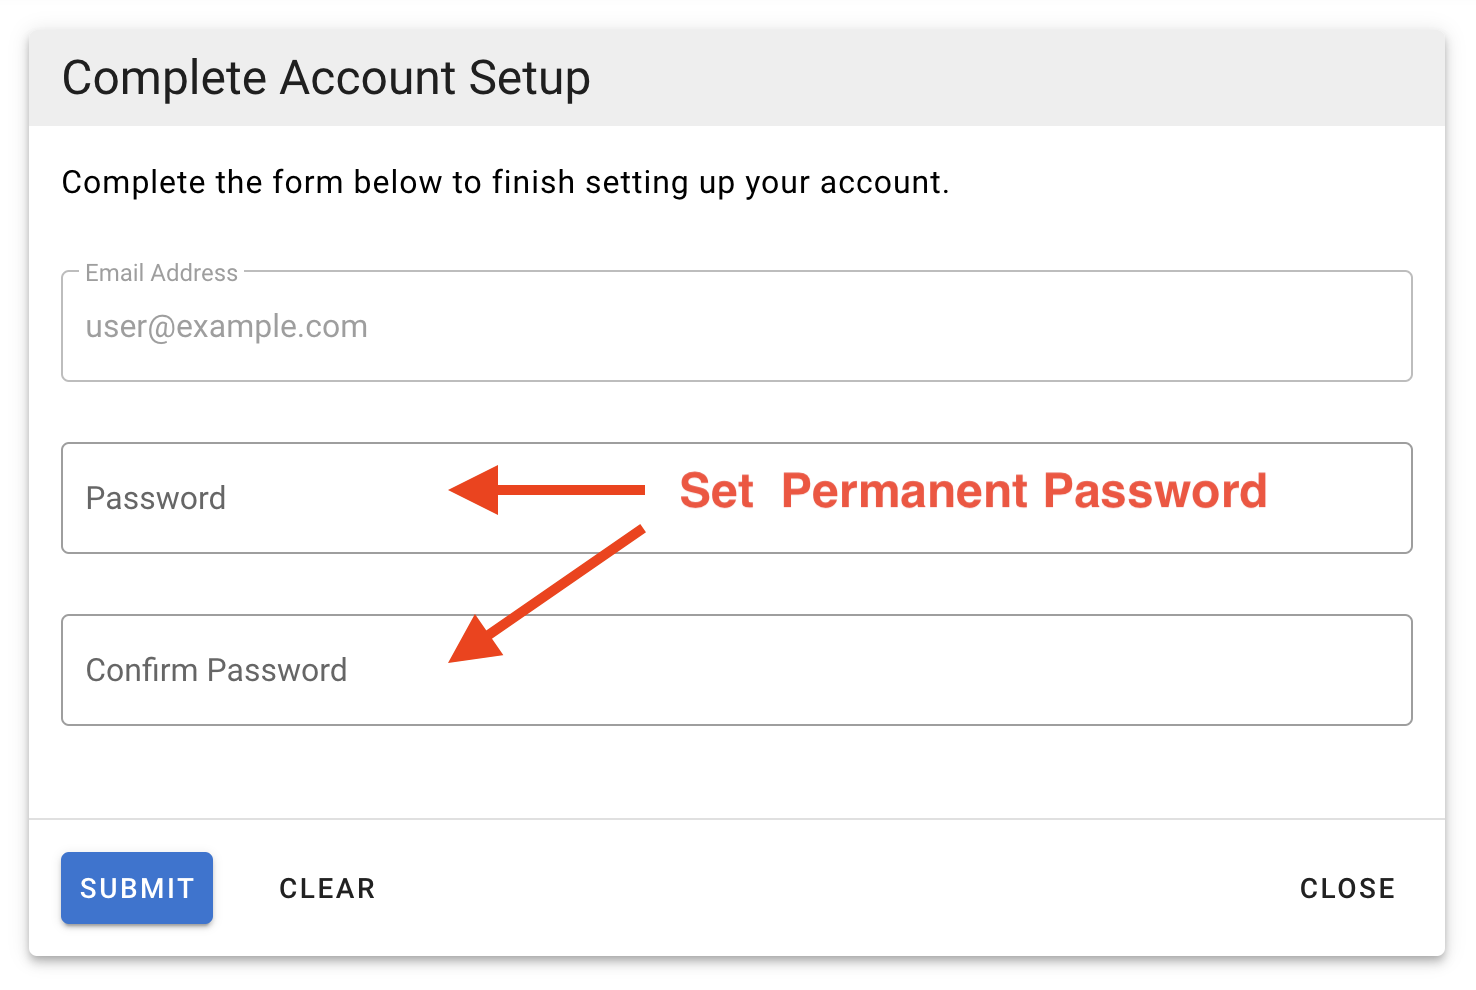 Complete Account Setup
Complete the form below to finish setting up your account.
Email Address
user@example.com
Password
Set  Permanent Password
Confirm Password
SUBMIT
CLEAR
CLOSE